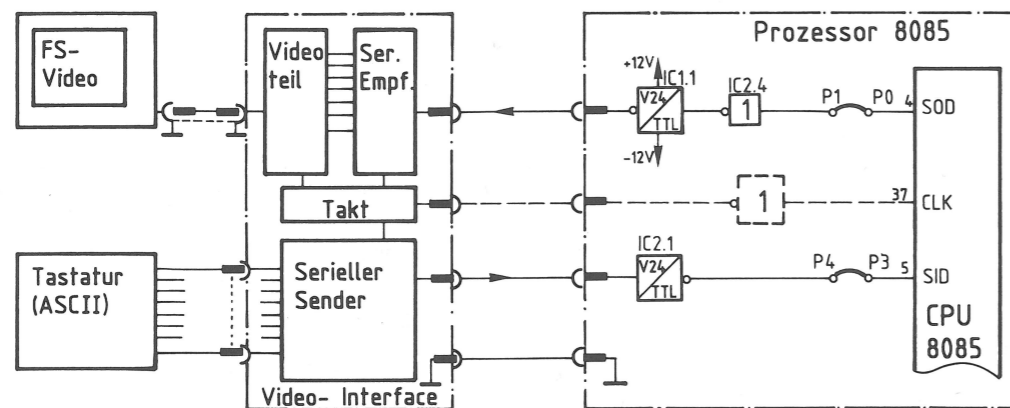 FS-
Video
Video
teil
Ser.
Empf.
Takt
Tastatur
(ASCII)
Serieller
Sender
Video- Interface
Prozessor 8085
+12V
IC1.1
V24
TTL
-12V
IC2.4
1
P1
P0
4
SOD
1
37
CLK
IC2.1
V24
TTL
P4
P3
5
SID
CPU
8085